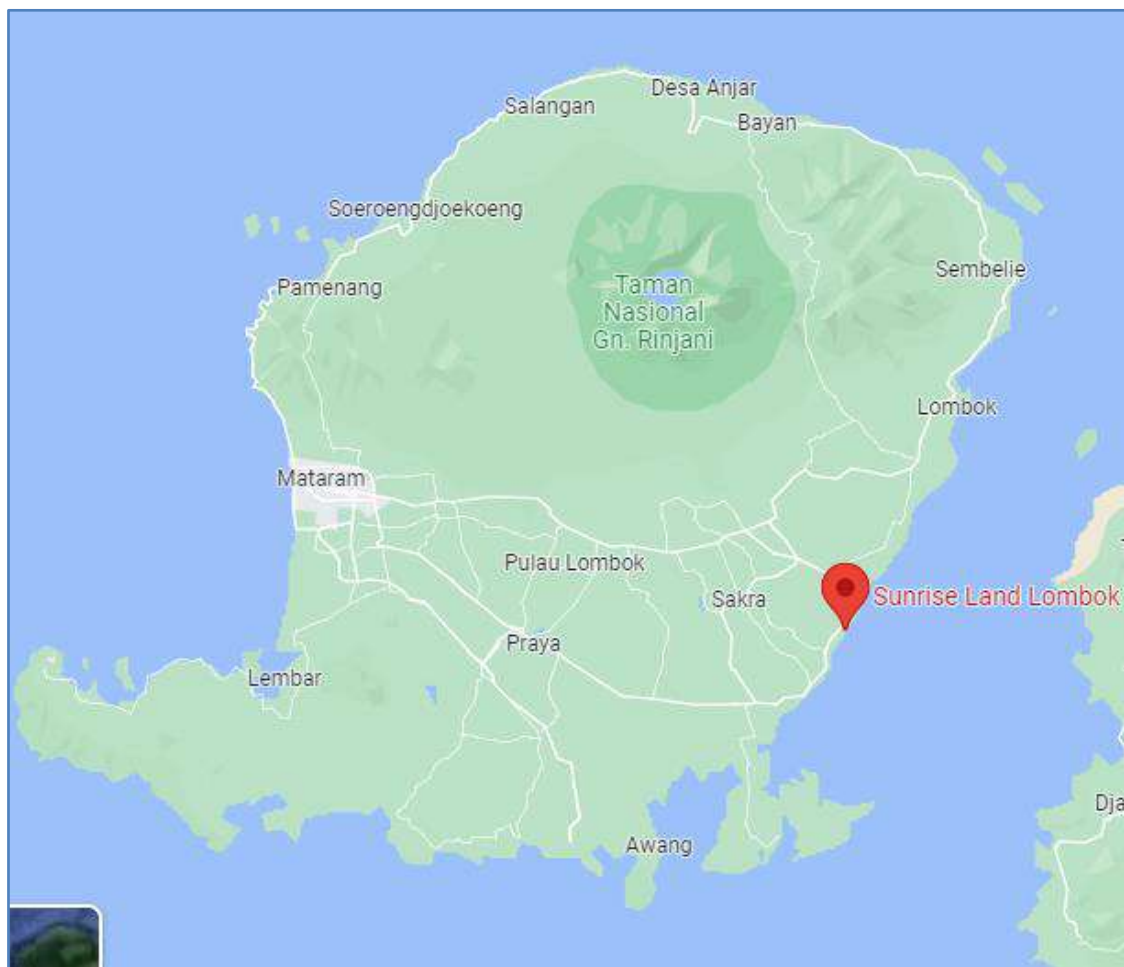 Desa Anjar
Salangan
Bayan
Soeroengdjoekoeng
Sembelie
Pamenang
Taman
Nasional
Gn. Rinjani
Lombok
Mataram
Pulau Lombok
Sakra
Sunrise Land Lombok
Praya
Lembar
Dja
Awang